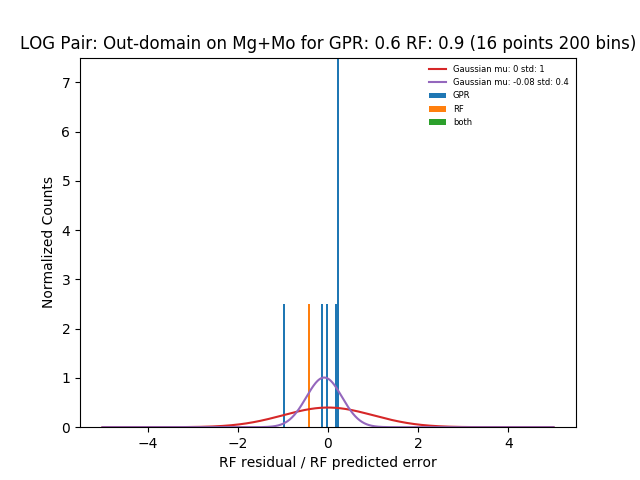 LOG Pair: Out-domain on Mg+Mo for GPR: 0.6 RF: 0.9 (16 points 200 bins)
Gaussian mu: 0 std: 1
Gaussian mu: -0.08 std: 0.4
GPR
RF
both
Normalized Counts
7
6
5
4
3
2
1
0
−4 −2 0 2 4
RF residual / RF predicted error